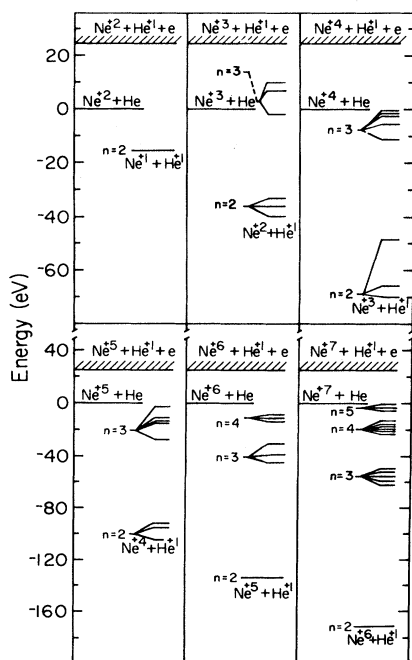 Energy (eV)
20
0
-20
-40
-60
Ne+2+He+1+e
Ne+2+He
n=2
Ne+1+He+1
Ne+3+He+1+e
n=3
Ne+3+He
n=2
Ne+2+He+1
Ne+4+He+1+e
Ne+4+He
n=3
n=2
Ne+3+He+1
40
0
-40
-80
-120
-160
Ne+5+He+1+e
Ne+5+He
n=3
n=2
Ne+4+He+1
Ne+6+He+1+e
Ne+6+He
n=4
n=3
n=2
Ne+5+He+1
Ne+7+He+1+e
Ne+7+He
n=5
n=4
n=3
n=2
Ne+6+He+1